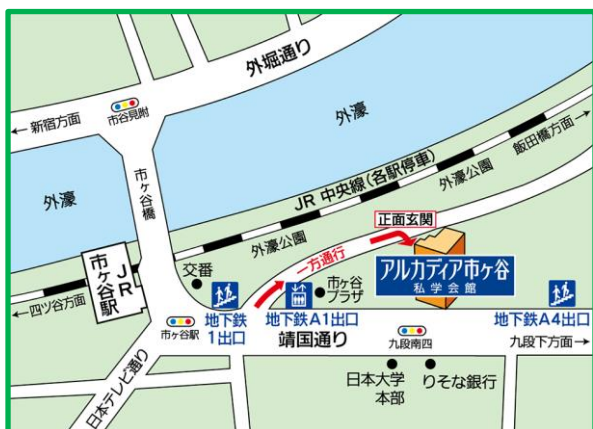 外堀通り
←新宿方面
市谷見附
外濠
飯田橋方面→
市ヶ谷橋
JR 中央線(各駅停車)
外濠公園
外濠
正面玄関
外濠公園
一方通行
アルカディア市ヶ谷
私学会館
JR
市ヶ谷駅
交番
市ヶ谷
プラザ
←四ツ谷方面
地下鉄
1出口
地下鉄A1出口
地下鉄A4出口
市ヶ谷駅
靖国通り
九段南四
九段下方面→
日本テレビ通り
日本大学
本部
りそな銀行